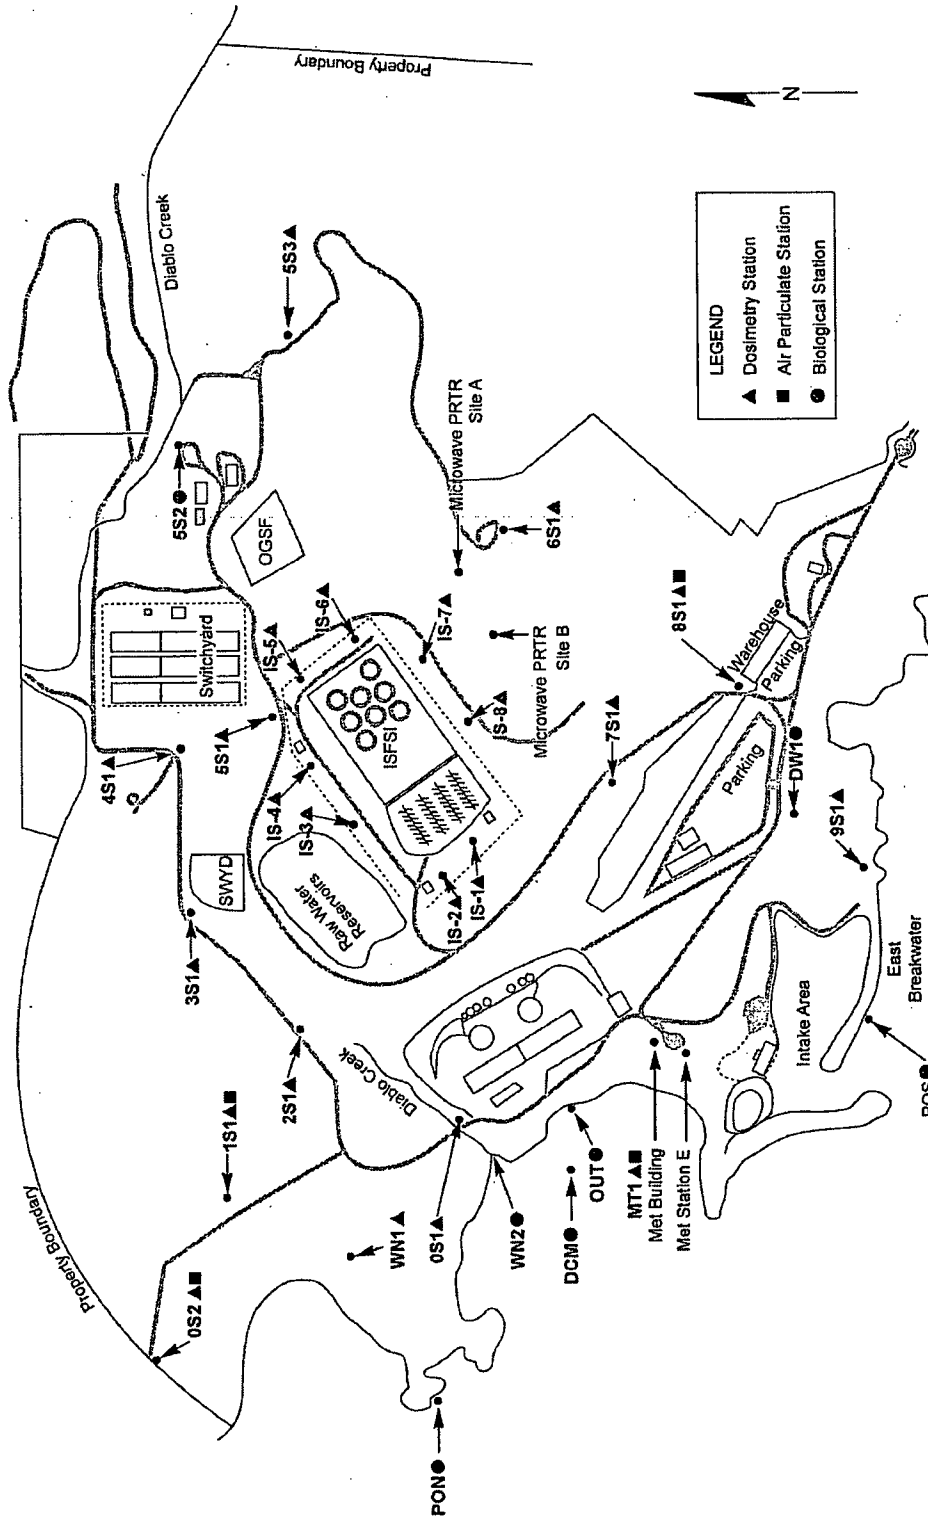 Property Boundary
Property Boundary
Diablo Creek
N
LEGEND
▲ Dosimetry Station
■ Air Particulate Station
● Biological Station
5S3▲
5S2●
OGSF
Switchyard
4S1▲
5S1▲
IS-5▲
IS-6▲
IS-7▲
IS-8▲
ISFSI
IS-4▲
IS-3▲
IS-2▲
IS-1▲
Microwave PRTR
Site A
6S1▲
Microwave PRTR
Site B
SWYD
Raw Water
Reservoirs
3S1▲
2S1▲
Diablo Creek
1S1▲■
0S2▲■
WN1▲
0S1▲
WN2●
PON●
DCM●
OUT●
MT1▲■
Met Building
Met Station E
7S1▲
8S1▲■
Warehouse
Parking
Parking
DW1●
9S1▲
Intake Area
East
Breakwater
POS●